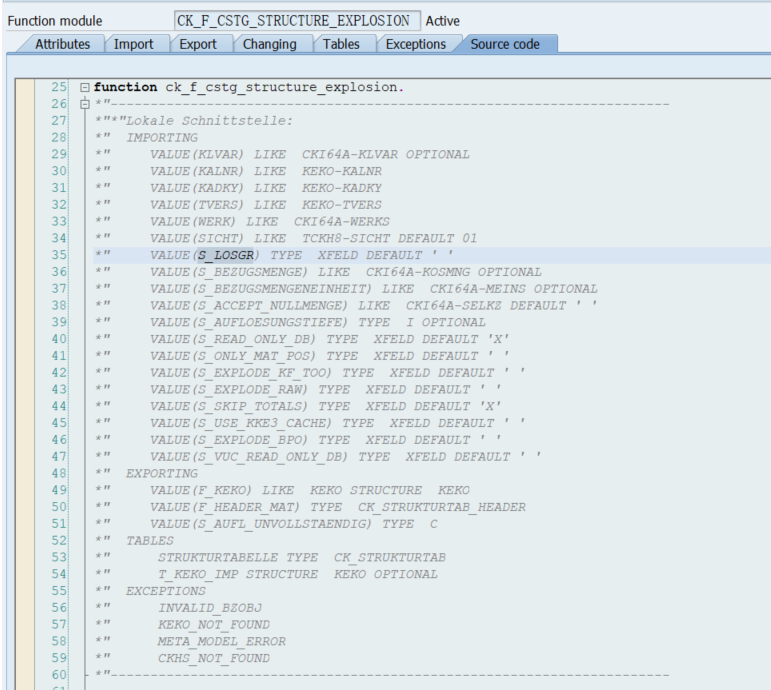 Function module CK_F_CSTG_STRUCTURE_EXPLOSION Active
Attributes Import Export Changing Tables Exceptions Source code
25 function ck_f_cstg_structure_explosion.
26 *"----------------------------------------------------------------------
27 *"*"Lokale Schnittstelle:
28 *"  IMPORTING
29 *"     VALUE(KLVAR) LIKE  CKI64A-KLVAR OPTIONAL
30 *"     VALUE(KALNR) LIKE  KEKO-KALNR
31 *"     VALUE(KADKY) LIKE  KEKO-KADKY
32 *"     VALUE(TVERS) LIKE  KEKO-TVERS
33 *"     VALUE(WERK) LIKE  CKI64A-WERKS
34 *"     VALUE(SICHT) LIKE  TCKH8-SICHT DEFAULT 01
35 *"     VALUE(S_LOSGR) TYPE  XFELD DEFAULT ' '
36 *"     VALUE(S_BEZUGSMENGE) LIKE  CKI64A-KOSMNG OPTIONAL
37 *"     VALUE(S_BEZUGSMENGENEINHEIT) LIKE  CKI64A-MEINS OPTIONAL
38 *"     VALUE(S_ACCEPT_NULLMENGE) LIKE  CKI64A-SELKZ DEFAULT ' '
39 *"     VALUE(S_AUFLOESUNGSTIEFE) TYPE  I OPTIONAL
40 *"     VALUE(S_READ_ONLY_DB) TYPE  XFELD DEFAULT 'X'
41 *"     VALUE(S_ONLY_MAT_POS) TYPE  XFELD DEFAULT ' '
42 *"     VALUE(S_EXPLODE_KF_TOO) TYPE  XFELD DEFAULT ' '
43 *"     VALUE(S_EXPLODE_RAW) TYPE  XFELD DEFAULT ' '
44 *"     VALUE(S_SKIP_TOTALS) TYPE  XFELD DEFAULT 'X'
45 *"     VALUE(S_USE_KKE3_CACHE) TYPE  XFELD DEFAULT ' '
46 *"     VALUE(S_EXPLODE_BPO) TYPE  XFELD DEFAULT ' '
47 *"     VALUE(S_VUC_READ_ONLY_DB) TYPE  XFELD DEFAULT ' '
48 *"  EXPORTING
49 *"     VALUE(F_KEKO) LIKE  KEKO STRUCTURE  KEKO
50 *"     VALUE(F_HEADER_MAT) TYPE  CK_STRUKTURTAB_HEADER
51 *"     VALUE(S_AUFL_UNVOLLSTAENDIG) TYPE  C
52 *"  TABLES
53 *"      STRUKTURTABELLE TYPE  CK_STRUKTURTAB
54 *"      T_KEKO_IMP STRUCTURE  KEKO OPTIONAL
55 *"  EXCEPTIONS
56 *"      INVALID_BZOBJ
57 *"      KEKO_NOT_FOUND
58 *"      META_MODEL_ERROR
59 *"      CKHS_NOT_FOUND
60 *"----------------------------------------------------------------------